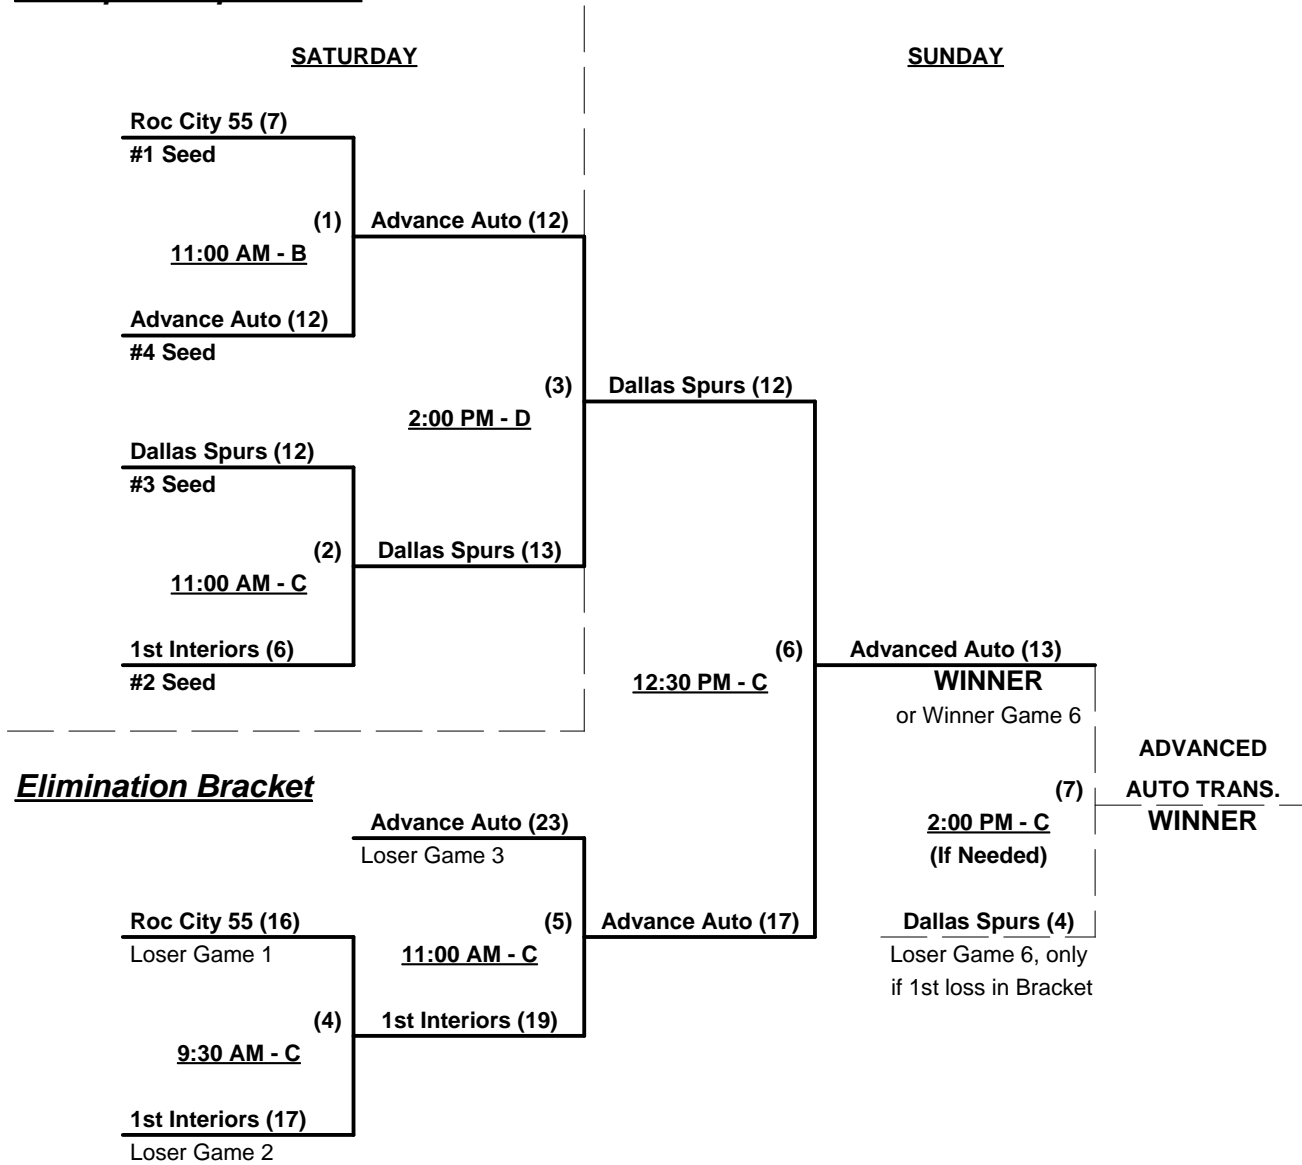 SATURDAY
SUNDAY
Roc City 55 (7)
#1 Seed
(1)
Advance Auto (12)
11:00 AM - B
Advance Auto (12)
#4 Seed
(3)
Dallas Spurs (12)
2:00 PM - D
Dallas Spurs (12)
#3 Seed
(2)
Dallas Spurs (13)
11:00 AM - C
1st Interiors (6)
#2 Seed
(6)
Advanced Auto (13)
12:30 PM - C
WINNER
or Winner Game 6
ADVANCED
AUTO TRANS.
WINNER
(7)
2:00 PM - C
(If Needed)
Dallas Spurs (4)
Loser Game 6, only
if 1st loss in Bracket
Elimination Bracket
Advance Auto (23)
Loser Game 3
Roc City 55 (16)
Loser Game 1
(5)
Advance Auto (17)
11:00 AM - C
(4)
1st Interiors (19)
9:30 AM - C
1st Interiors (17)
Loser Game 2